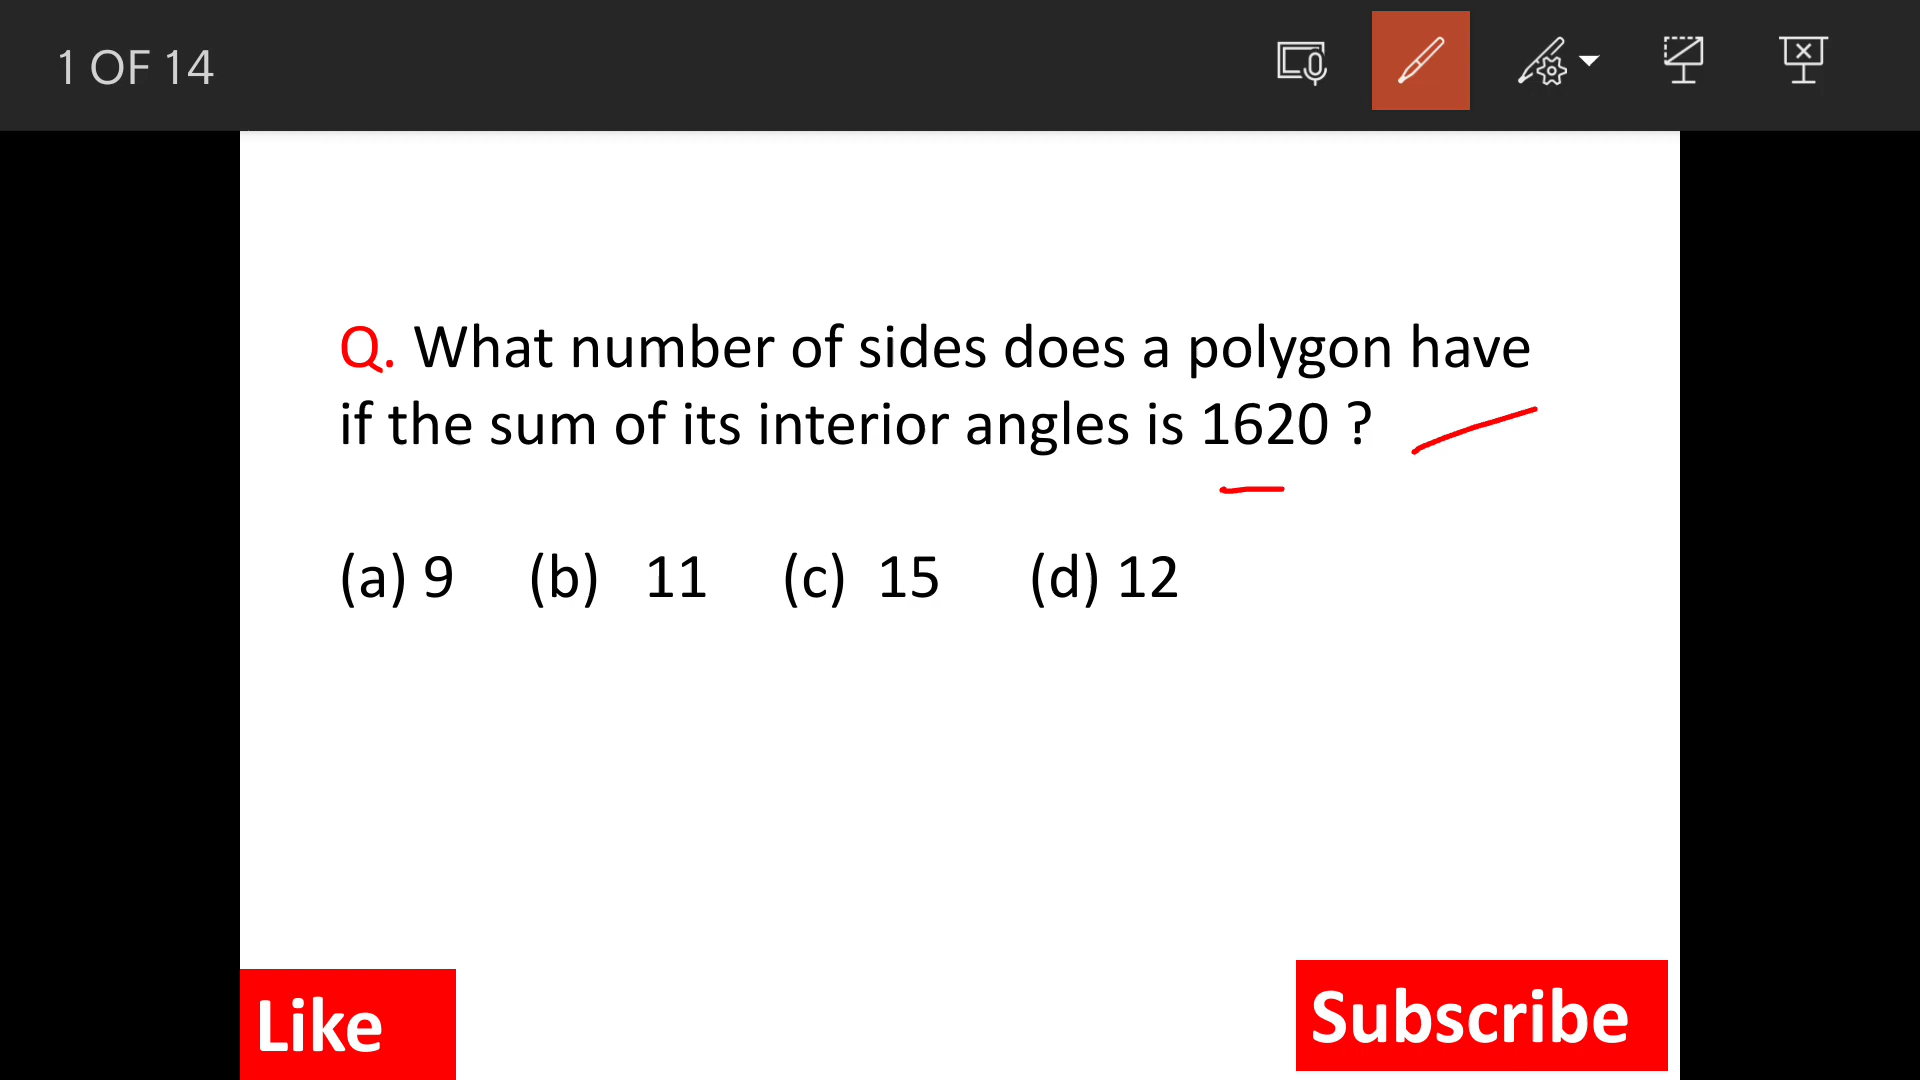 1 OF 14
Q. What number of sides does a polygon have
if the sum of its interior angles is 1620 ?
(a) 9 (b) 11 (c) 15 (d) 12
Like
Subscribe